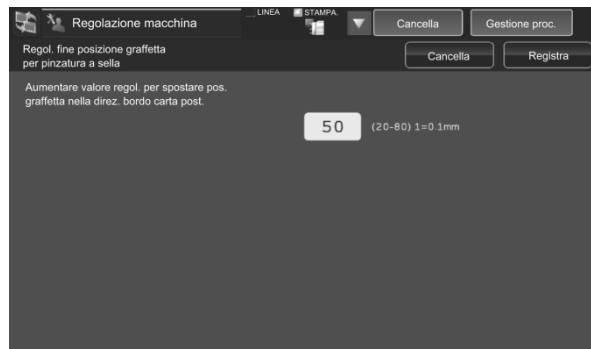 Regolazione macchina
LINEA
STAMPA.
Cancella
Gestione proc.
Regol. fine posizione graffetta
per pinzatura a sella
Cancella
Registra
Aumentare valore regol. per spostare pos.
graffetta nella direz. bordo carta post.
50
(20-80) 1=0.1mm